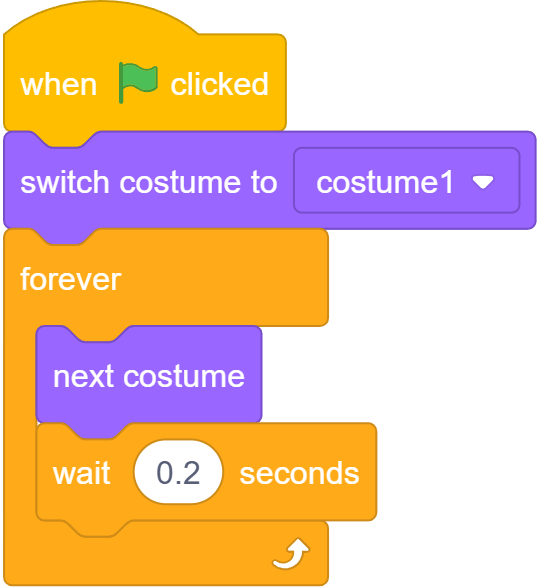 when clicked
switch costume to costume1
forever
next costume
wait 0.2 seconds